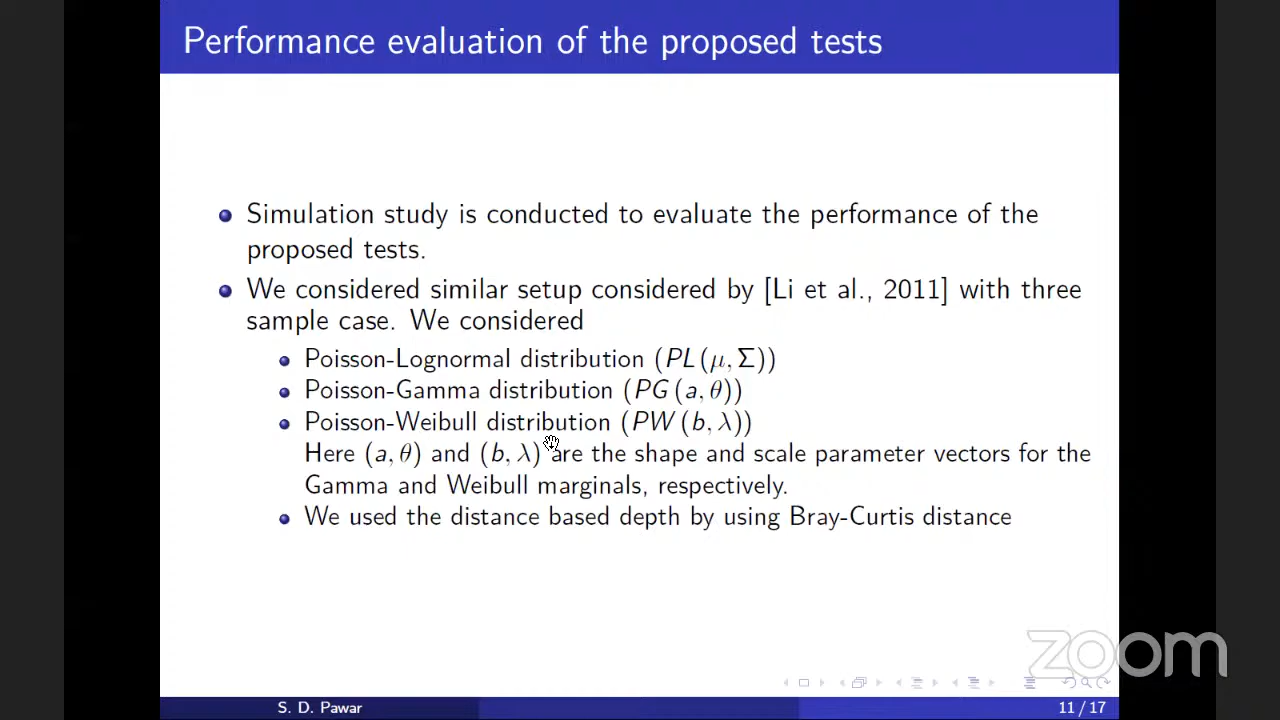 Performance evaluation of the proposed tests
Simulation study is conducted to evaluate the performance of the
proposed tests.
We considered similar setup considered by [Li et al., 2011] with three
sample case. We considered
Poisson-Lognormal distribution (PL(μ, Σ))
Poisson-Gamma distribution (PG(a, θ))
Poisson-Weibull distribution (PW(b, λ))
Here (a, θ) and (b, λ) are the shape and scale parameter vectors for the
Gamma and Weibull marginals, respectively.
We used the distance based depth by using Bray-Curtis distance
zoom
S. D. Pawar
11 / 17